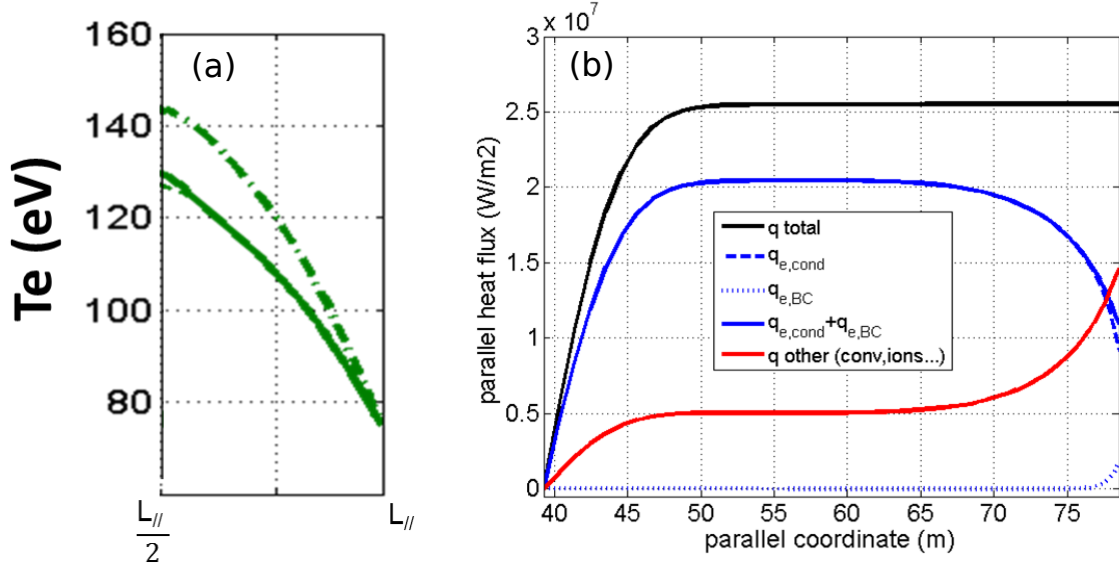 (a)
160
140
120
100
80
Te (eV)
L//
2
L//
(b)
x 10^7
3
2.5
2
1.5
1
0.5
0
parallel heat flux (W/m2)
q total
q_e,cond
q_e,BC
q_e,cond+q_e,BC
q other (conv,ions...)
40 45 50 55 60 65 70 75
parallel coordinate (m)